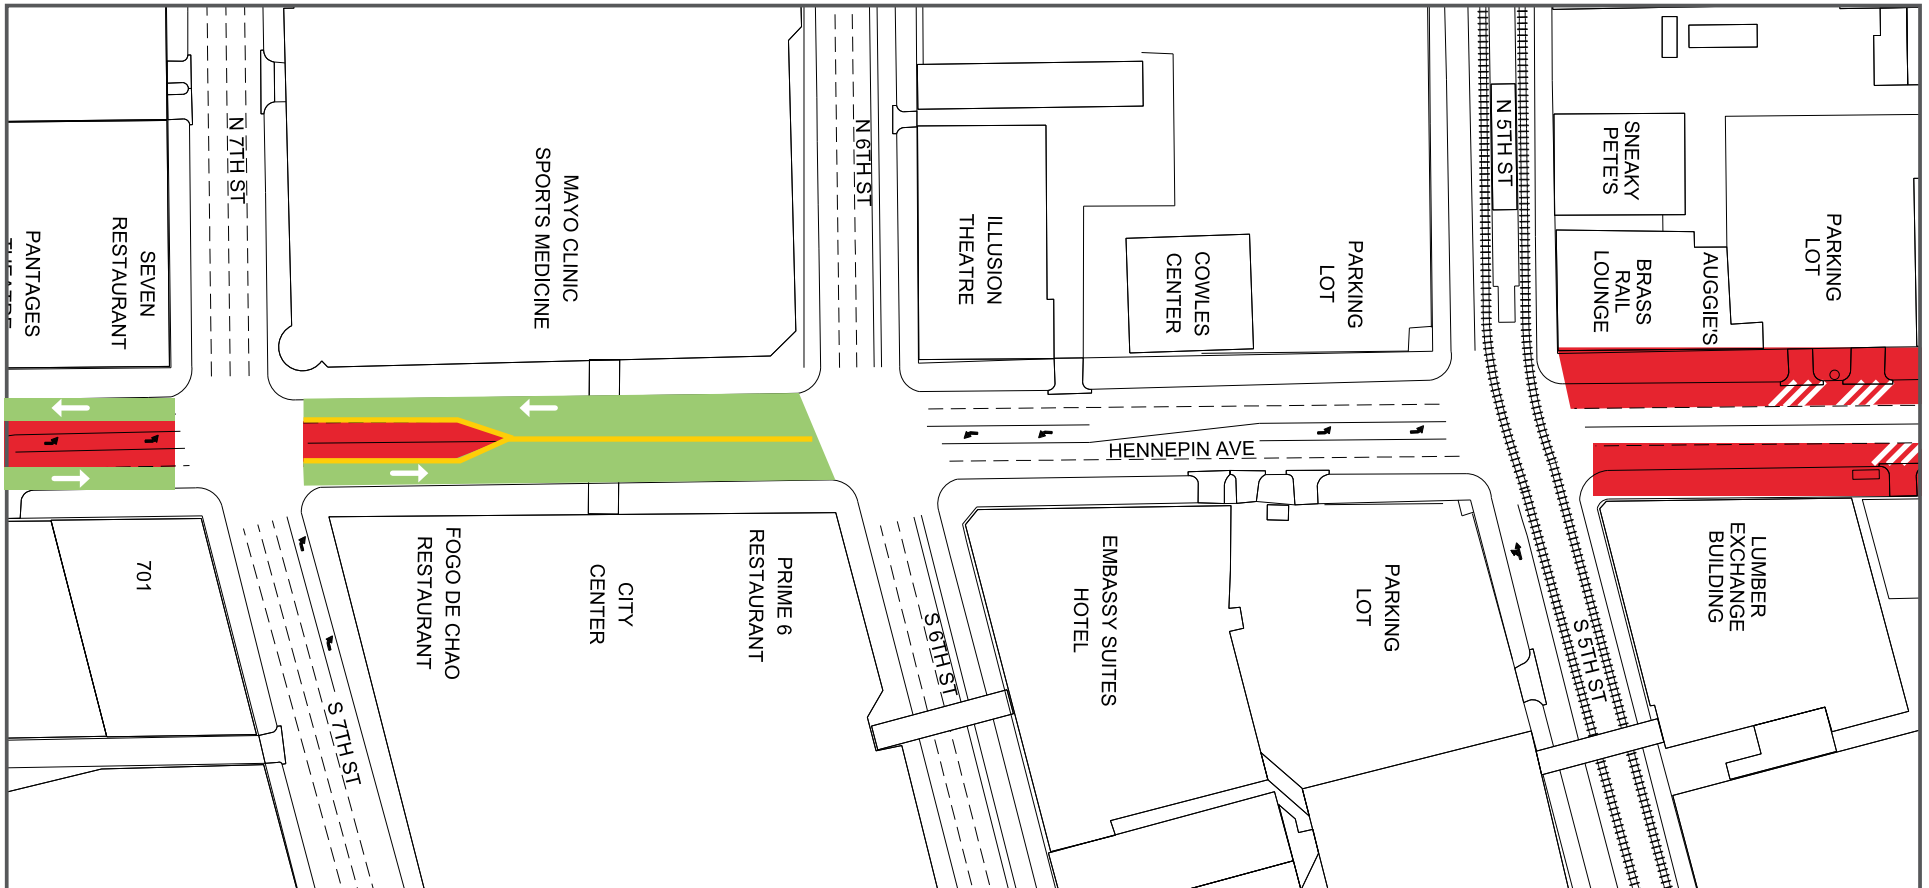 N 7TH ST
N 6TH ST
N 5TH ST
PANTAGES
SEVEN
RESTAURANT
MAYO CLINIC
SPORTS MEDICINE
ILLUSION
THEATRE
COWLES
CENTER
PARKING
LOT
SNEAKY
PETE'S
BRASS
RAIL
LOUNGE
AUGGIE'S
PARKING
LOT
HENNEPIN AVE
701
S 7TH ST
FOGO DE CHAO
RESTAURANT
CITY
CENTER
PRIME 6
RESTAURANT
S 6TH ST
EMBASSY SUITES
HOTEL
PARKING
LOT
S 5TH ST
LUMBER
EXCHANGE
BUILDING